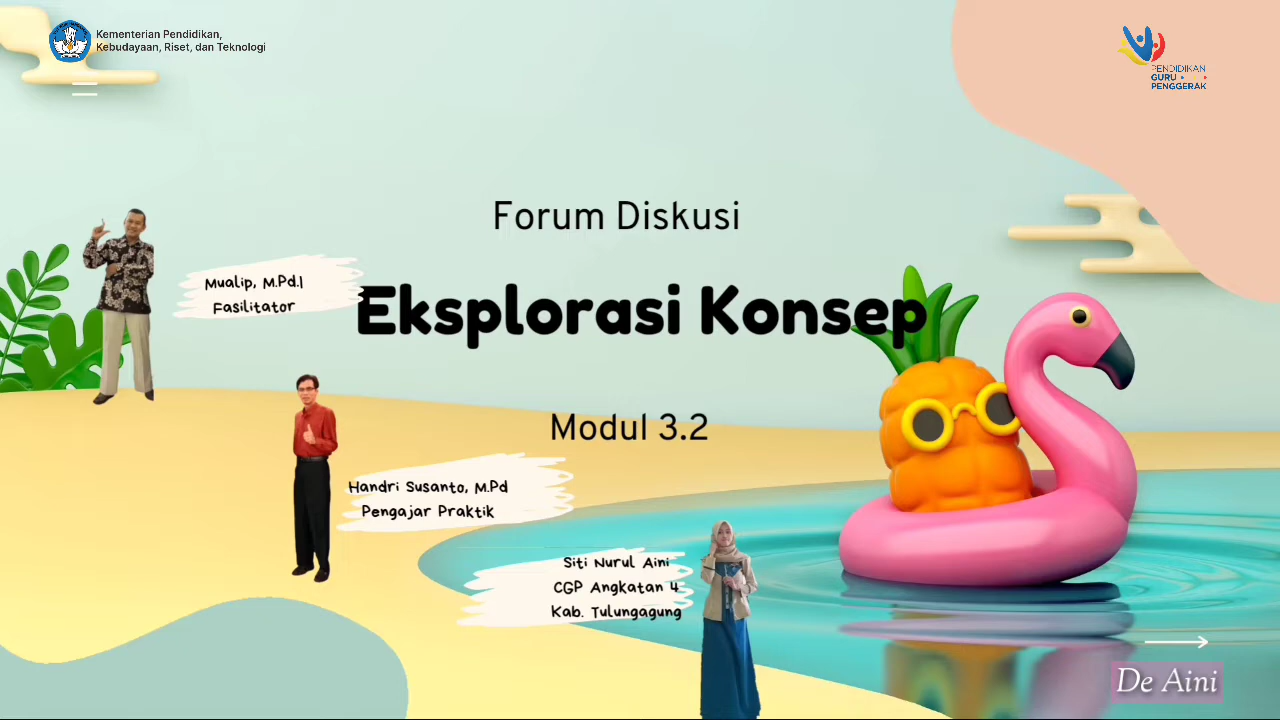 Kementerian Pendidikan,
Kebudayaan, Riset, dan Teknologi
PENDIDIKAN
GURU
PENGGERAK
Forum Diskusi
Mualip, M.Pd.I
Fasilitator
Eksplorasi Konsep
Modul 3.2
Handri Susanto, M.Pd
Pengajar Praktik
Siti Nurul Aini
CGP Angkatan 4
Kab. Tulungagung
De Aini